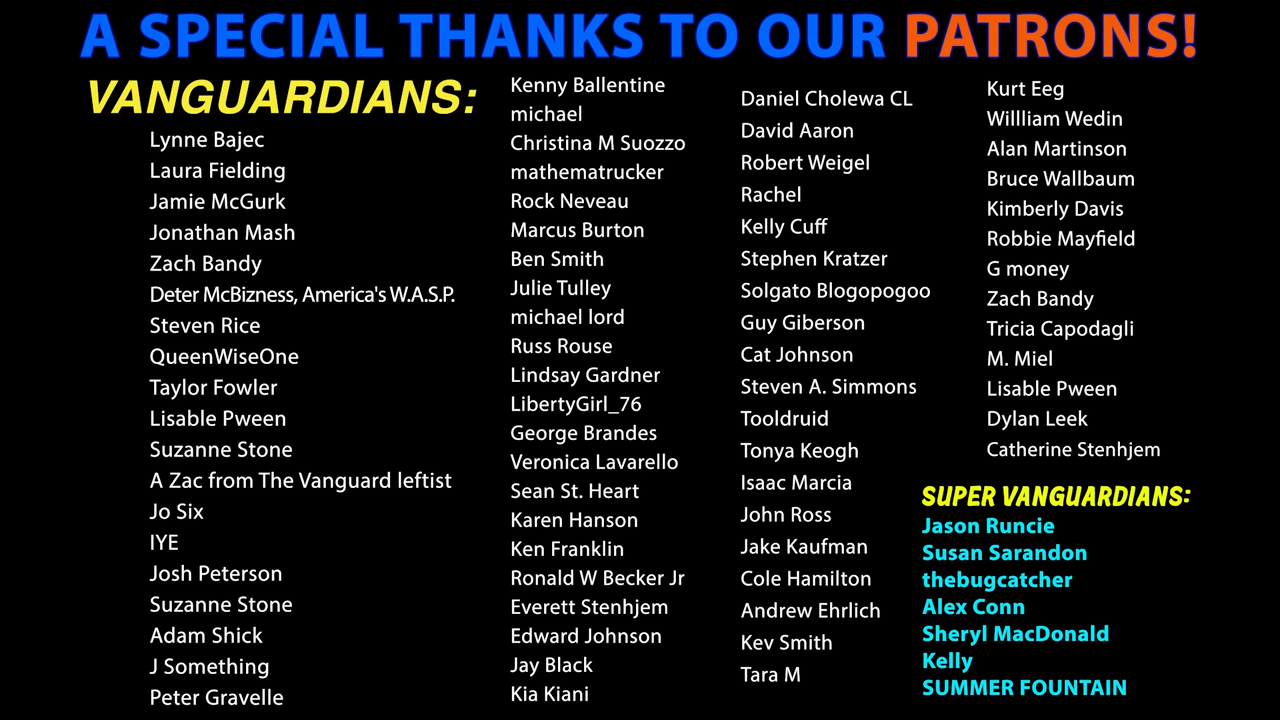 A SPECIAL THANKS TO OUR PATRONS!
VANGUARDIANS:
Lynne Bajec
Laura Fielding
Jamie McGurk
Jonathan Mash
Zach Bandy
Deter McBizness, America's W.A.S.P.
Steven Rice
QueenWiseOne
Taylor Fowler
Lisable Pween
Suzanne Stone
A Zac from The Vanguard leftist
Jo Six
IYE
Josh Peterson
Suzanne Stone
Adam Shick
J Something
Peter Gravelle
Kenny Ballentine
michael
Christina M Suozzo
mathematrucker
Rock Neveau
Marcus Burton
Ben Smith
Julie Tulley
michael lord
Russ Rouse
Lindsay Gardner
LibertyGirl_76
George Brandes
Veronica Lavarello
Sean St. Heart
Karen Hanson
Ken Franklin
Ronald W Becker Jr
Everett Stenhjem
Edward Johnson
Jay Black
Kia Kiani
Daniel Cholewa CL
David Aaron
Robert Weigel
Rachel
Kelly Cuff
Stephen Kratzer
Solgato Blogopogoo
Guy Giberson
Cat Johnson
Steven A. Simmons
Tooldruid
Tonya Keogh
Isaac Marcia
John Ross
Jake Kaufman
Cole Hamilton
Andrew Ehrlich
Kev Smith
Tara M
Kurt Eeg
Willliam Wedin
Alan Martinson
Bruce Wallbaum
Kimberly Davis
Robbie Mayfield
G money
Zach Bandy
Tricia Capodagli
M. Miel
Lisable Pween
Dylan Leek
Catherine Stenhjem
SUPER VANGUARDIANS:
Jason Runcie
Susan Sarandon
thebugcatcher
Alex Conn
Sheryl MacDonald
Kelly
SUMMER FOUNTAIN